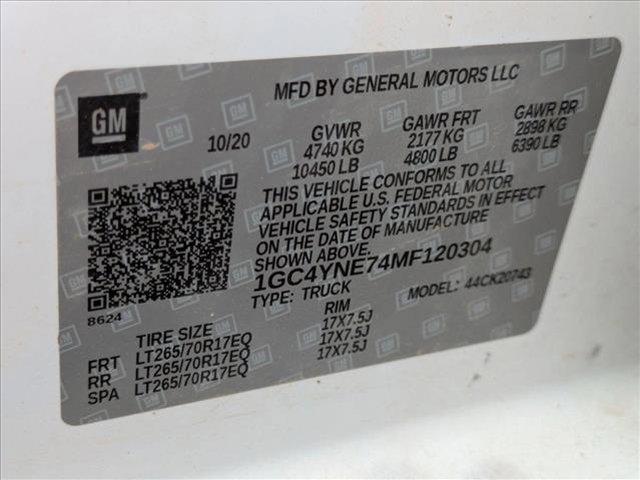 MFD BY GENERAL MOTORS LLC
GM
10/20 GVWR GAWR FRT GAWR RR
4740 KG 2177 KG 2898 KG
10450 LB 4800 LB 6390 LB
THIS VEHICLE CONFORMS TO ALL
APPLICABLE U.S. FEDERAL MOTOR
VEHICLE SAFETY STANDARDS IN EFFECT
ON THE DATE OF MANUFACTURE
SHOWN ABOVE.
1GC4YNE74MF120304
TYPE: TRUCK MODEL: 44CK20743
8624
TIRE SIZE RIM
FRT LT265/70R17EQ 17X7.5J
RR LT265/70R17EQ 17X7.5J
SPA LT265/70R17EQ 17X7.5J